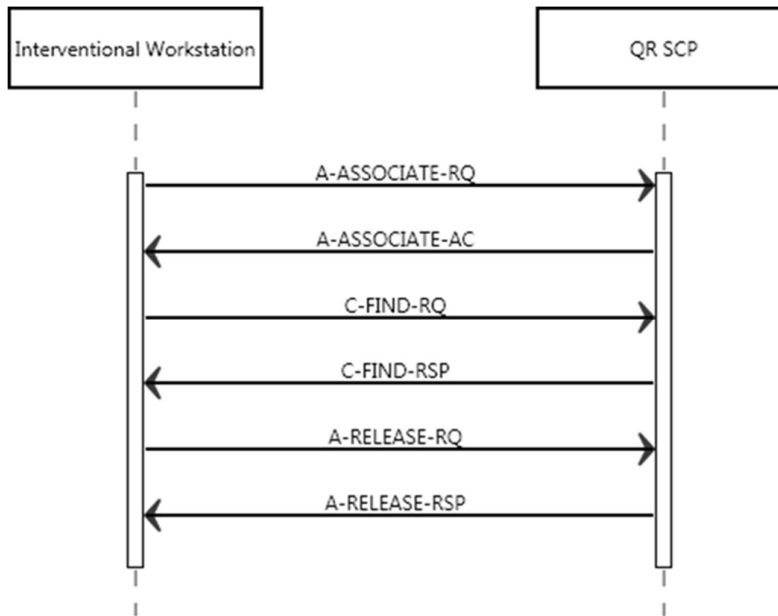 Interventional Workstation
QR SCP
A-ASSOCIATE-RQ
A-ASSOCIATE-AC
C-FIND-RQ
C-FIND-RSP
A-RELEASE-RQ
A-RELEASE-RSP